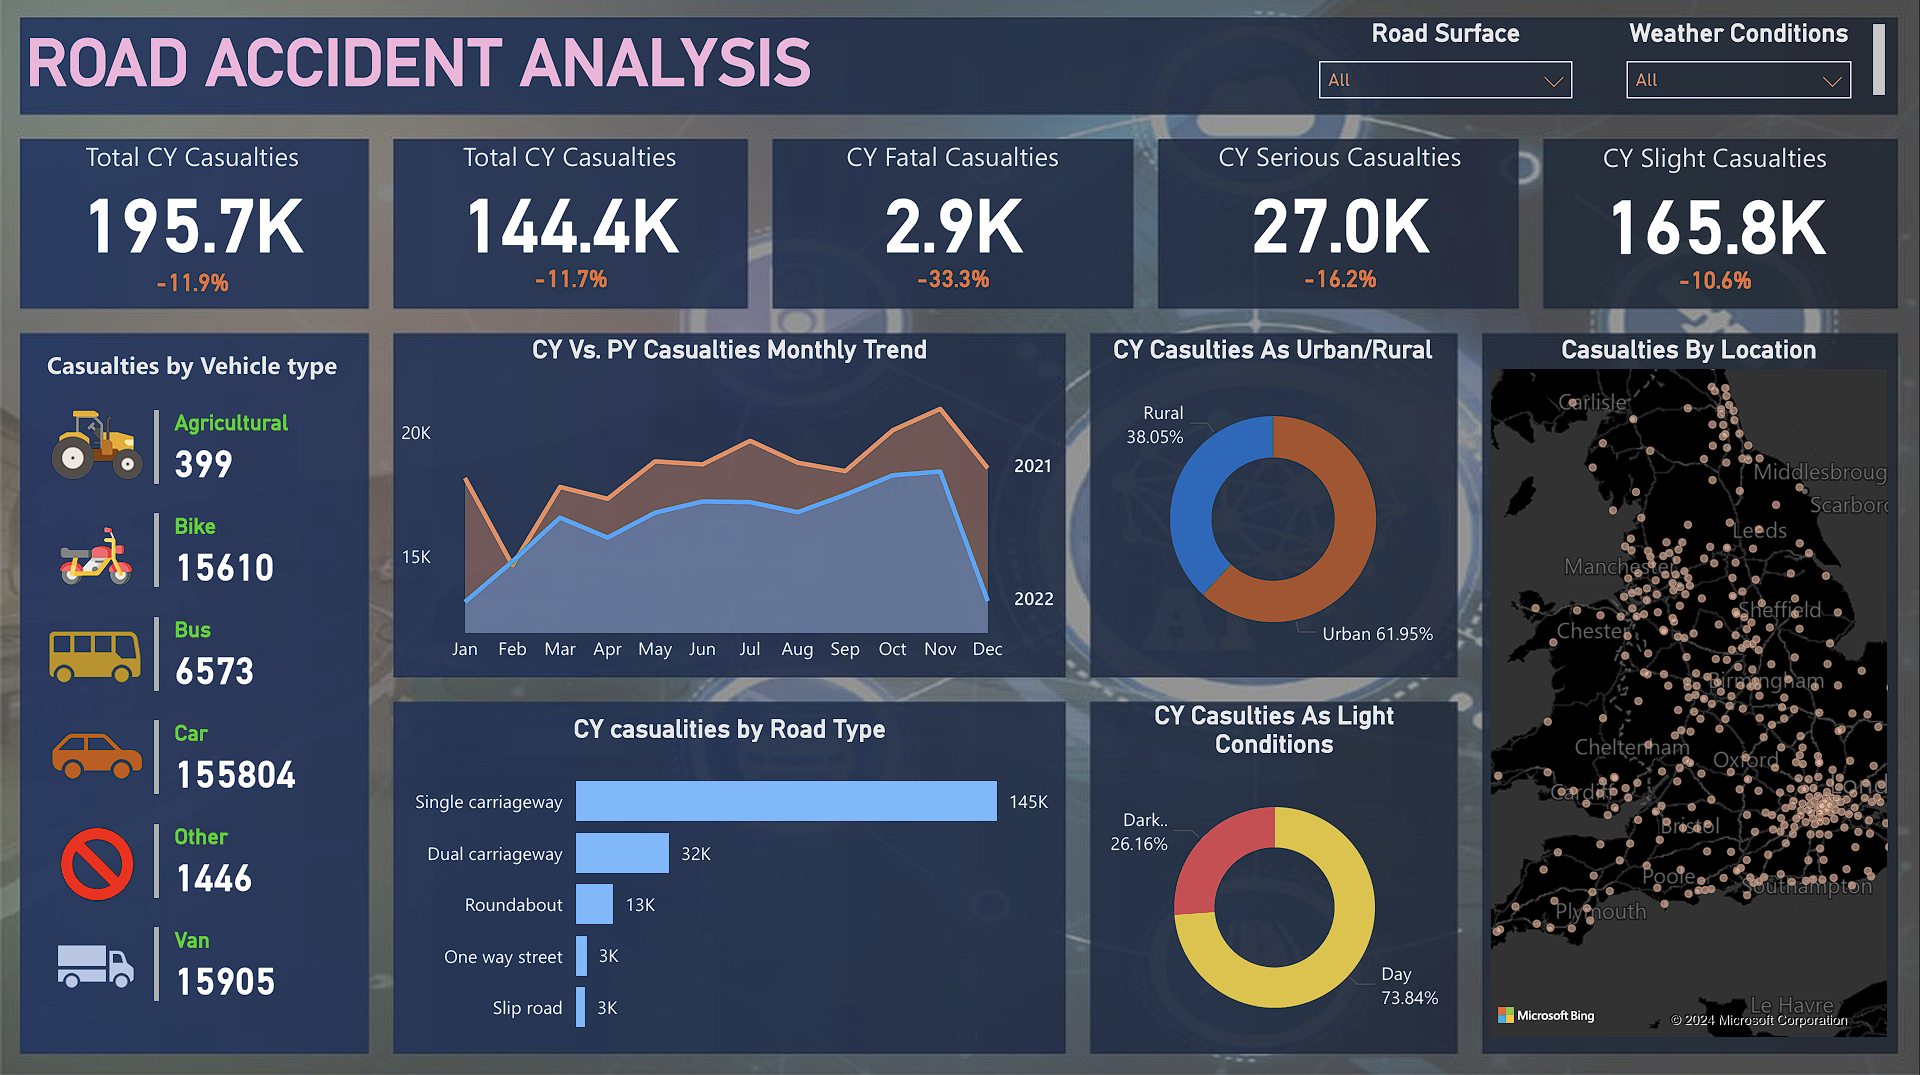 ROAD ACCIDENT ANALYSIS
Road Surface
All
Weather Conditions
All
Total CY Casualties
195.7K
-11.9%
Total CY Casualties
144.4K
-11.7%
CY Fatal Casualties
2.9K
-33.3%
CY Serious Casualties
27.0K
-16.2%
CY Slight Casualties
165.8K
-10.6%
Casualties by Vehicle type
Agricultural
399
Bike
15610
Bus
6573
Car
155804
Other
1446
Van
15905
CY Vs. PY Casualties Monthly Trend
20K
15K
2021
2022
Jan Feb Mar Apr May Jun Jul Aug Sep Oct Nov Dec
CY casualities by Road Type
Single carriageway 145K
Dual carriageway 32K
Roundabout 13K
One way street 3K
Slip road 3K
CY Casulties As Urban/Rural
Rural
38.05%
Urban 61.95%
CY Casulties As Light
Conditions
Dark..
26.16%
Day
73.84%
Casualties By Location
Carlisle
Middlesbroug
Scarboro
Leeds
Manchester
Sheffield
Chester
Birmingham
Cheltenham
Oxford
Cardiff
Bristol
Poole
Southampton
Plymouth
Le Havre
Microsoft Bing
© 2024 Microsoft Corporation